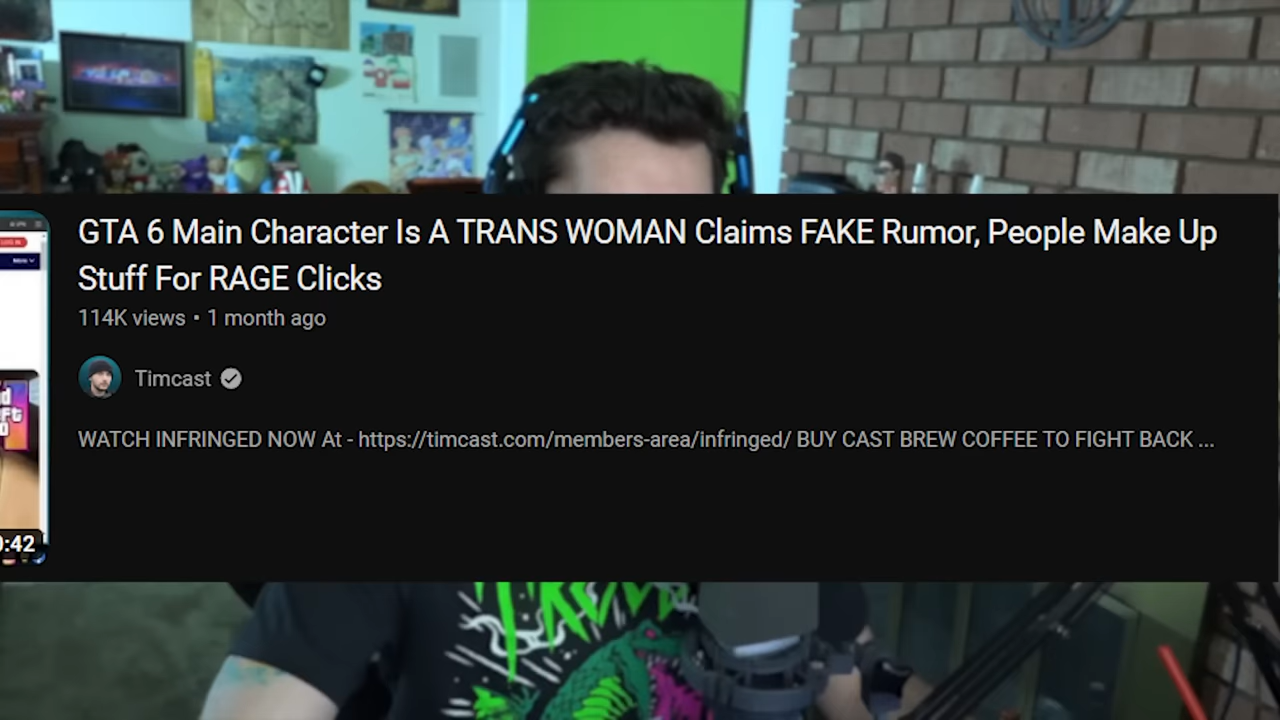 GTA 6 Main Character Is A TRANS WOMAN Claims FAKE Rumor, People Make Up
Stuff For RAGE Clicks
114K views • 1 month ago
Timcast
WATCH INFRINGED NOW At - https://timcast.com/members-area/infringed/ BUY CAST BREW COFFEE TO FIGHT BACK ...
0:42